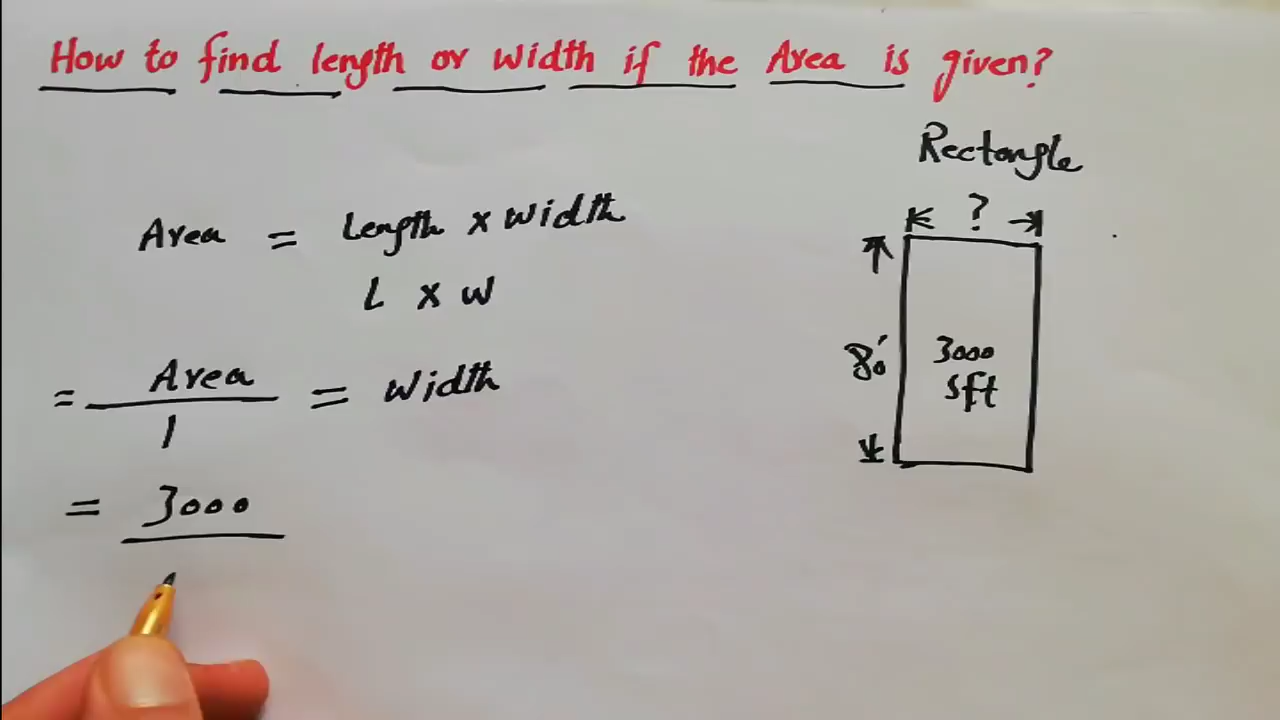 How to find length or width if the Area is given?
Rectangle
Area = Length x width
?
L x w
= Area / 1 = width
80'
3000
sft
= 3000